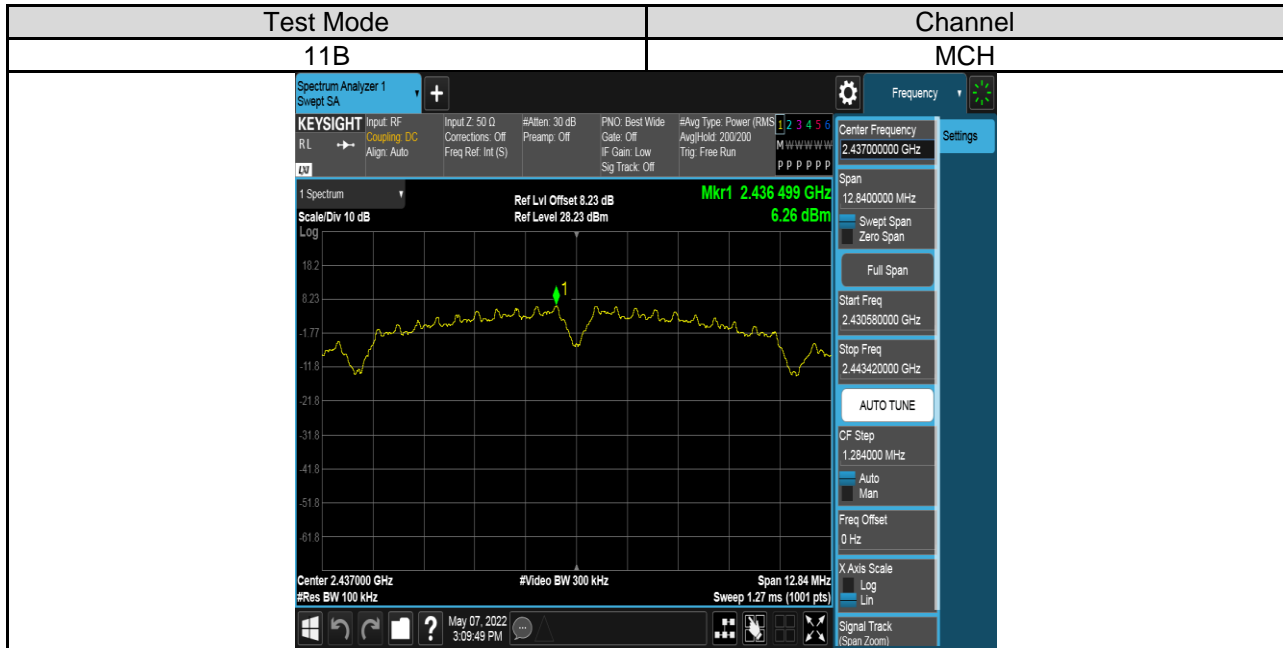 Test Mode Channel
11B MCH
Spectrum Analyzer 1
Swept SA
+
Frequency
KEYSIGHT
RL
LXI
Input: RF
Coupling: DC
Align: Auto
Input Z: 50 Ω
Corrections: Off
Freq Ref: Int (S)
#Atten: 30 dB
Preamp: Off
PNO: Best Wide
Gate: Off
IF Gain: Low
Sig Track: Off
#Avg Type: Power (RMS
Avg|Hold: 200/200
Trig: Free Run
1 2 3 4 5 6
M W W W W W
P P P P P P
1 Spectrum
Scale/Div 10 dB
Log
Ref Lvl Offset 8.23 dB
Ref Level 28.23 dBm
Mkr1 2.436 499 GHz
6.26 dBm
18.2
8.23
-1.77
-11.8
-21.8
-31.8
-41.8
-51.8
-61.8
1
Center 2.437000 GHz
#Res BW 100 kHz
#Video BW 300 kHz
Span 12.84 MHz
Sweep 1.27 ms (1001 pts)
Center Frequency
2.437000000 GHz
Settings
Span
12.8400000 MHz
Swept Span
Zero Span
Full Span
Start Freq
2.430580000 GHz
Stop Freq
2.443420000 GHz
AUTO TUNE
CF Step
1.284000 MHz
Auto
Man
Freq Offset
0 Hz
X Axis Scale
Log
Lin
Signal Track
(Span Zoom)
?
May 07, 2022
3:09:49 PM